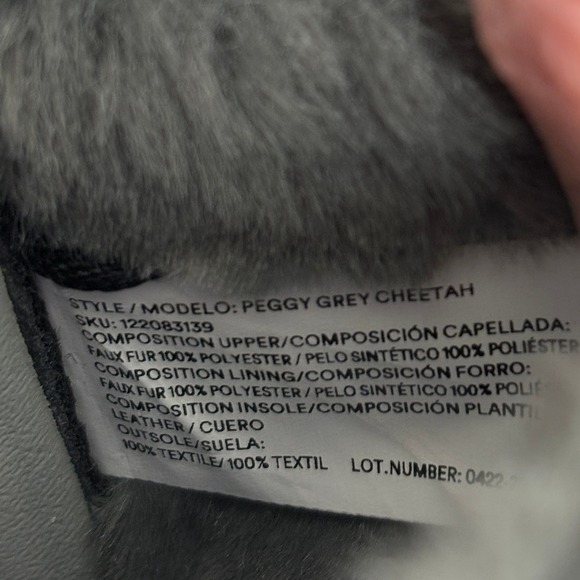 STYLE / MODELO: PEGGY GREY CHEETAH
SKU: 122083139
COMPOSITION UPPER/COMPOSICIÓN CAPELLADA:
FAUX FUR 100% POLYESTER / PELO SINTÉTICO 100% POLIÉSTER
COMPOSITION LINING/COMPOSICIÓN FORRO:
FAUX FUR 100% POLYESTER / PELO SINTÉTICO 100%
COMPOSITION INSOLE/COMPOSICIÓN
LEATHER / CUERO
OUTSOLE/SUELA:
100% TEXTILE/ 100% TEXTIL LOT.NUMBER: 0422